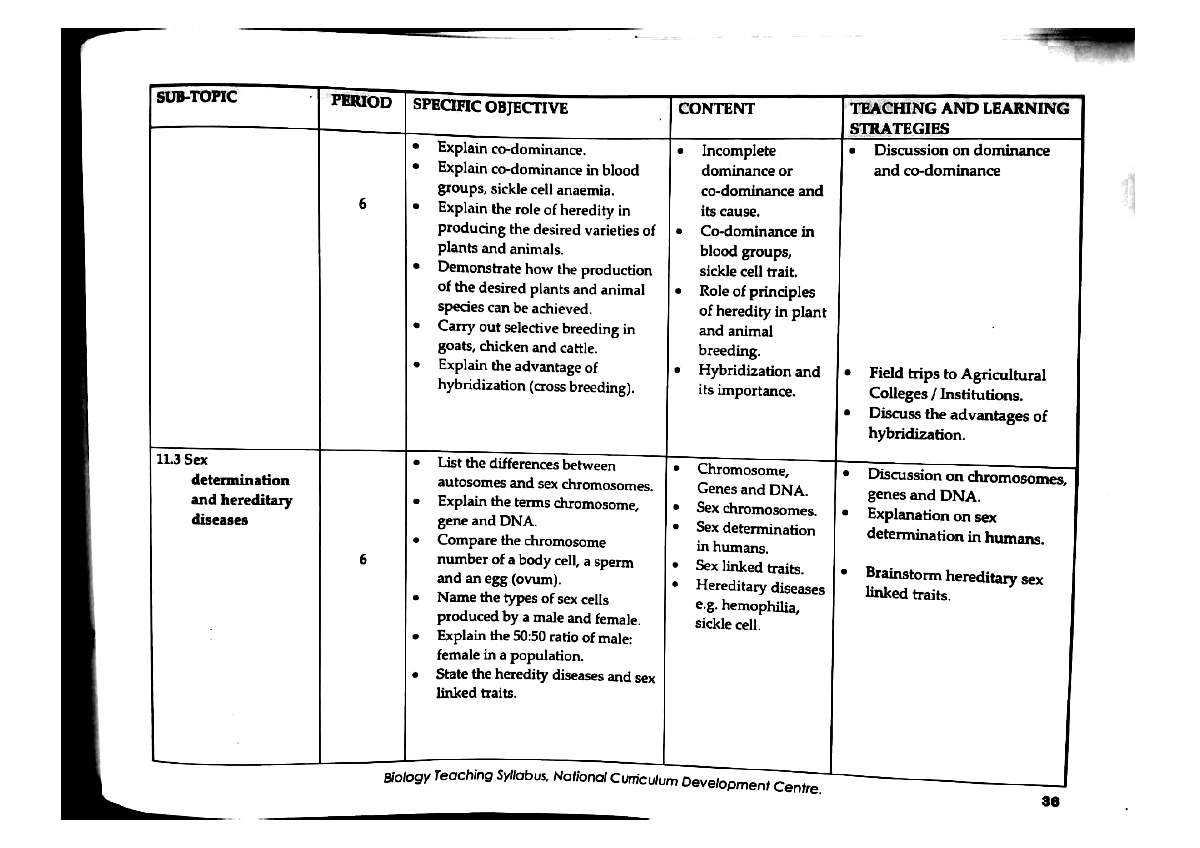 SUB-TOPIC
PERIOD
SPECIFIC OBJECTIVE
CONTENT
TEACHING AND LEARNING
STRATEGIES
6
• Explain co-dominance.
• Explain co-dominance in blood
groups, sickle cell anaemia.
• Explain the role of heredity in
producing the desired varieties of
plants and animals.
• Demonstrate how the production
of the desired plants and animal
species can be achieved.
• Carry out selective breeding in
goats, chicken and cattle.
• Explain the advantage of
hybridization (cross breeding).
• Incomplete
dominance or
co-dominance and
its cause.
• Co-dominance in
blood groups,
sickle cell trait.
• Role of principles
of heredity in plant
and animal
breeding.
• Hybridization and
its importance.
• Discussion on dominance
and co-dominance
• Field trips to Agricultural
Colleges / Institutions.
• Discuss the advantages of
hybridization.
11.3 Sex
determination
and hereditary
diseases
6
• List the differences between
autosomes and sex chromosomes.
• Explain the terms chromosome,
gene and DNA.
• Compare the chromosome
number of a body cell, a sperm
and an egg (ovum).
• Name the types of sex cells
produced by a male and female.
• Explain the 50:50 ratio of male:
female in a population.
• State the heredity diseases and sex
linked traits.
• Chromosome,
Genes and DNA.
• Sex chromosomes.
• Sex determination
in humans.
• Sex linked traits.
• Hereditary diseases
e.g. hemophilia,
sickle cell.
• Discussion on chromosomes,
genes and DNA.
• Explanation on sex
determination in humans.
• Brainstorm hereditary sex
linked traits.
Biology Teaching Syllabus, National Curriculum Development Centre.
36